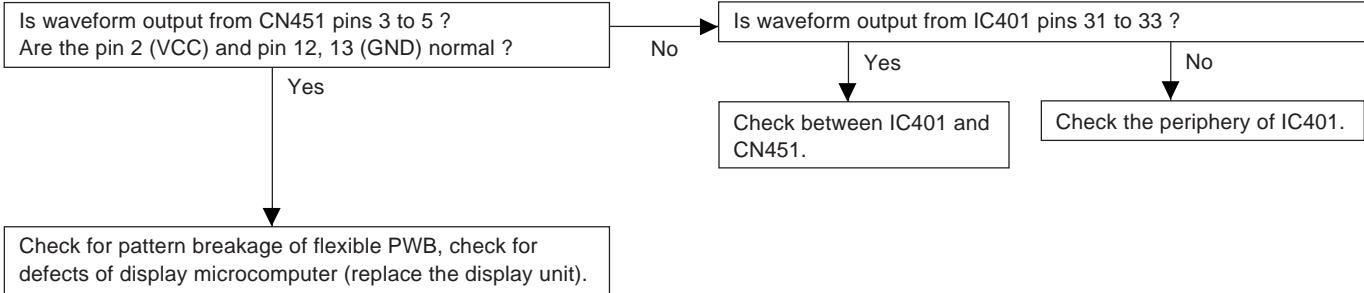 Is waveform output from CN451 pins 3 to 5 ?
Are the pin 2 (VCC) and pin 12, 13 (GND) normal ?
No
Is waveform output from IC401 pins 31 to 33 ?
Yes
Yes
No
Check between IC401 and
CN451.
Check the periphery of IC401.
Check for pattern breakage of flexible PWB, check for
defects of display microcomputer (replace the display unit).